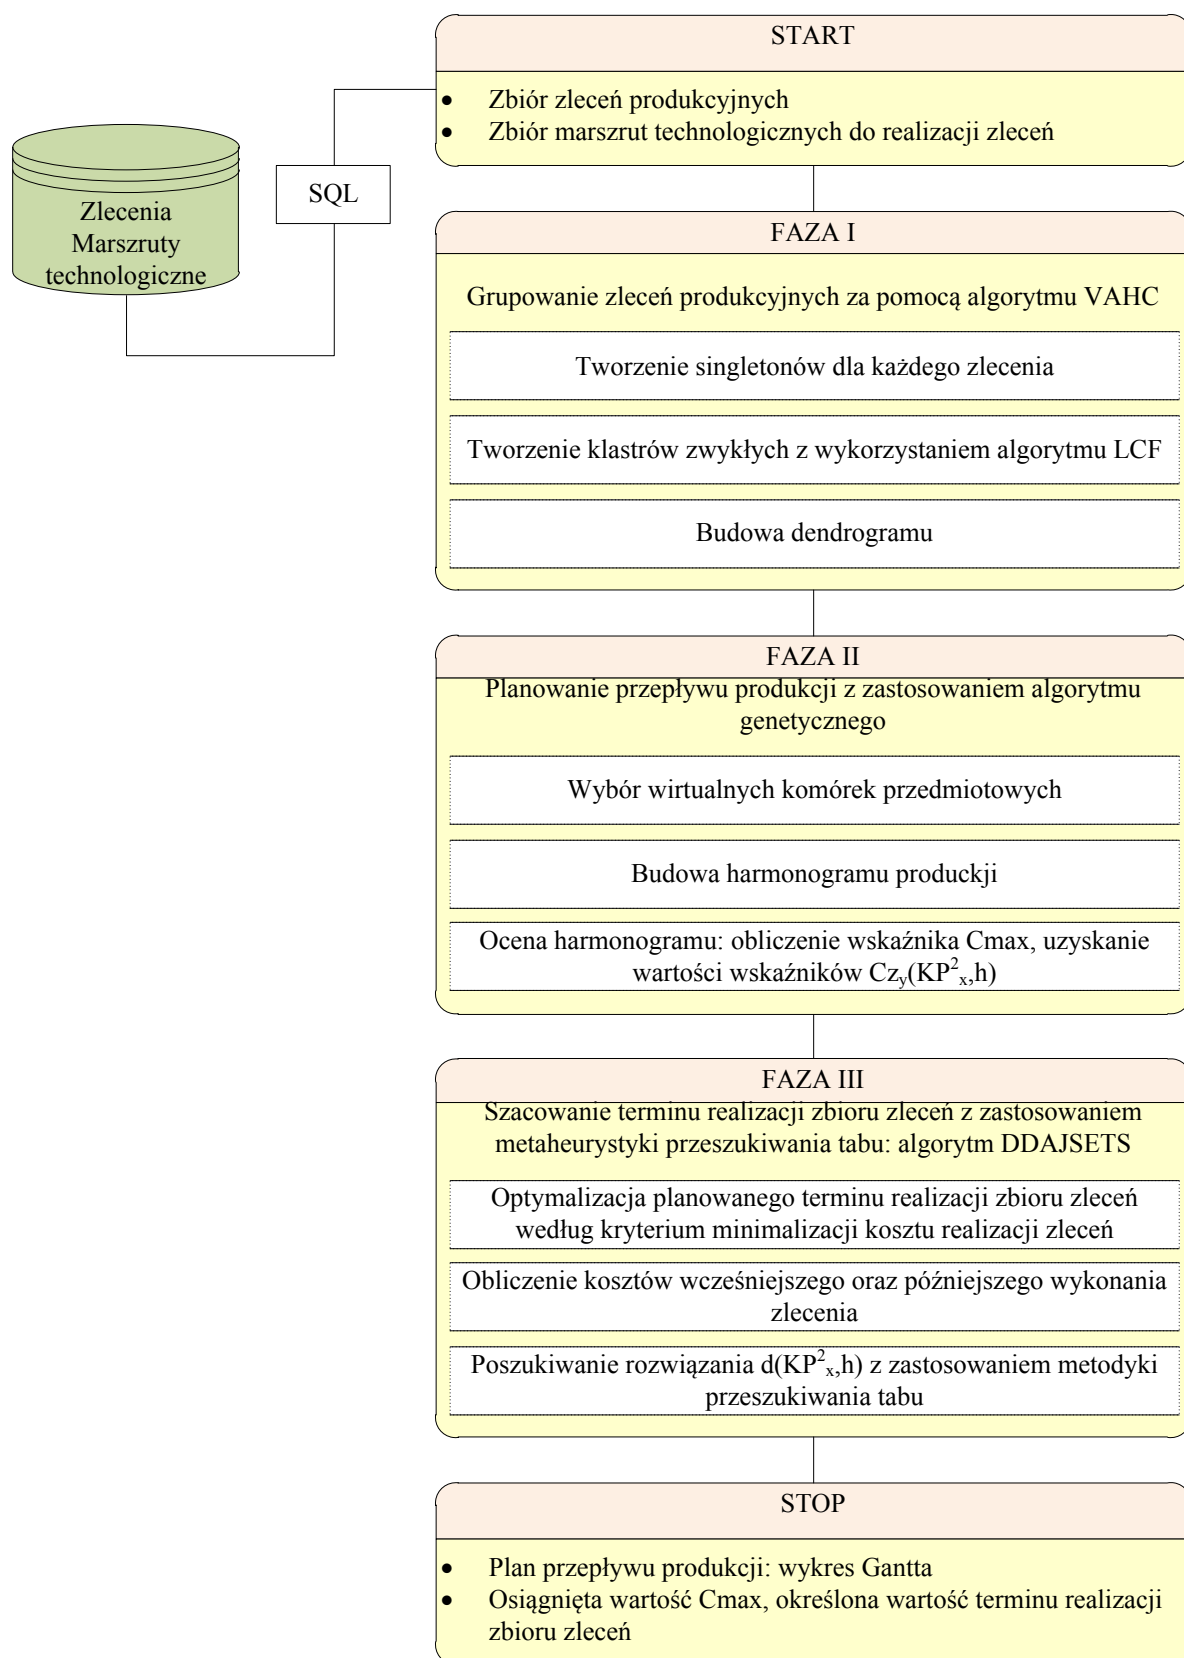 START
• Zbiór zleceń produkcyjnych
• Zbiór marszrut technologicznych do realizacji zleceń
SQL
Zlecenia
Marszruty
technologiczne
FAZA I
Grupowanie zleceń produkcyjnych za pomocą algorytmu VAHC
Tworzenie singletonów dla każdego zlecenia
Tworzenie klastrów zwykłych z wykorzystaniem algorytmu LCF
Budowa dendrogramu
FAZA II
Planowanie przepływu produkcji z zastosowaniem algorytmu
genetycznego
Wybór wirtualnych komórek przedmiotowych
Budowa harmonogramu produckji
Ocena harmonogramu: obliczenie wskaźnika Cmax, uzyskanie
wartości wskaźników Cz_y(KP²_x,h)
FAZA III
Szacowanie terminu realizacji zbioru zleceń z zastosowaniem
metaheurystyki przeszukiwania tabu: algorytm DDAJSETS
Optymalizacja planowanego terminu realizacji zbioru zleceń
według kryterium minimalizacji kosztu realizacji zleceń
Obliczenie kosztów wcześniejszego oraz późniejszego wykonania
zlecenia
Poszukiwanie rozwiązania d(KP²_x,h) z zastosowaniem metodyki
przeszukiwania tabu
STOP
• Plan przepływu produkcji: wykres Gantta
• Osiągnięta wartość Cmax, określona wartość terminu realizacji
zbioru zleceń